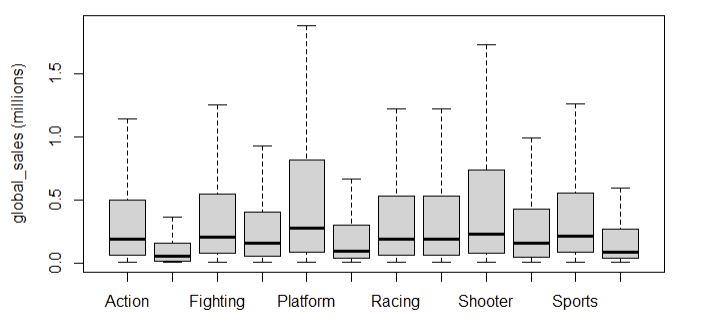 global_sales (millions)
1.5
1.0
0.5
0.0
Action Fighting Platform Racing Shooter Sports